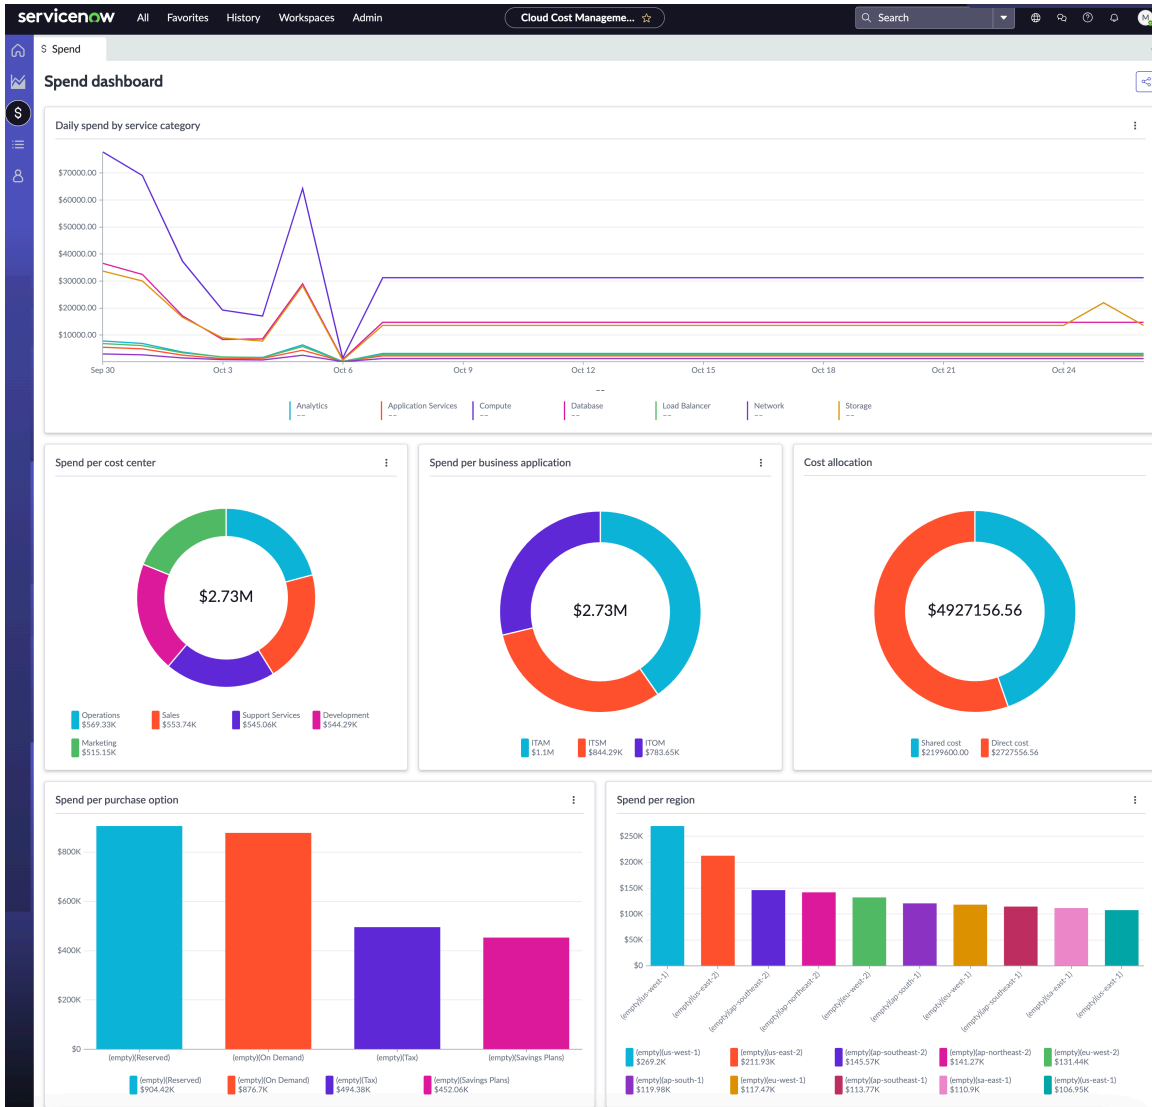 servicenow
All Favorites History Workspaces Admin
Cloud Cost Manageme...
Search
M
$ Spend
$
Spend dashboard
Daily spend by service category
$70000.00
$60000.00
$50000.00
$40000.00
$30000.00
$20000.00
$10000.00
Sep 30 Oct 3 Oct 6 Oct 9 Oct 12 Oct 15 Oct 18 Oct 21 Oct 24
--
Analytics Application Services Compute Database Load Balancer Network Storage
-- -- -- -- -- -- --
Spend per cost center
$2.73M
Operations Sales Support Services Development
$569.33K $553.74K $545.06K $544.29K
Marketing
$515.15K
Spend per business application
$2.73M
ITAM ITSM ITOM
$1.1M $844.29K $783.65K
Cost allocation
$4927156.56
Shared cost Direct cost
$2199600.00 $2727556.56
Spend per purchase option
$800K
$600K
$400K
$200K
$0
(empty)(Reserved) (empty)(On Demand) (empty)(Tax) (empty)(Savings Plans)
(empty)(Reserved) (empty)(On Demand) (empty)(Tax) (empty)(Savings Plans)
$904.42K $876.7K $494.38K $452.06K
Spend per region
$250K
$200K
$150K
$100K
$50K
$0
(empty)(us-west-1) (empty)(us-east-2) (empty)(ap-southeast-2) (empty)(ap-northeast-2) (empty)(eu-west-2) (empty)(ap-south-1) (empty)(eu-west-1) (empty)(ap-southeast-1) (empty)(sa-east-1) (empty)(us-east-1)
(empty)(us-west-1) (empty)(us-east-2) (empty)(ap-southeast-2) (empty)(ap-northeast-2) (empty)(eu-west-2)
$269.2K $211.93K $145.57K $141.27K $131.44K
(empty)(ap-south-1) (empty)(eu-west-1) (empty)(ap-southeast-1) (empty)(sa-east-1) (empty)(us-east-1)
$119.98K $117.47K $113.77K $110.9K $106.95K